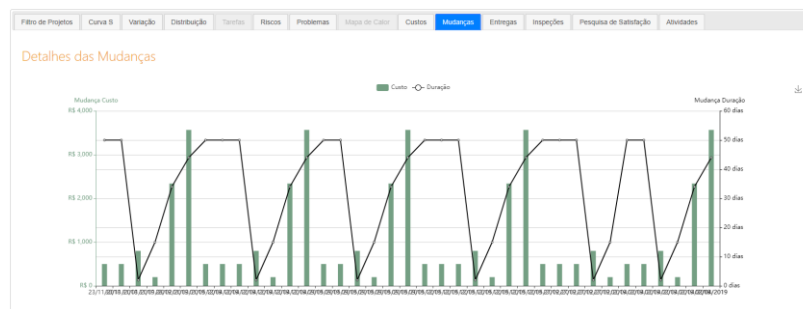 Filtro de Projetos Curva S Variação Distribuição Tarefas Riscos Problemas Mapa de Calor Custos Mudanças Entregas Inspeções Pesquisa de Satisfação Atividades
Detalhes das Mudanças
Custo Duração
Mudança Custo Mudança Duração
R$ 4,000 60 dias
50 dias
R$ 3,000
40 dias
R$ 2,000 30 dias
20 dias
R$ 1,000
10 dias
R$ 0 0 dias